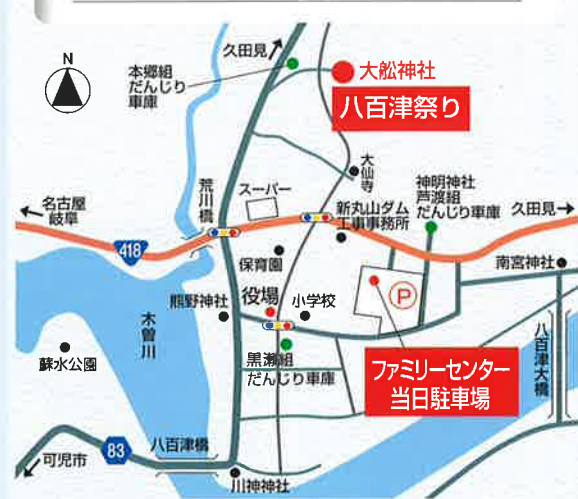 久田見
N
本郷組
だんじり
車庫
大舩神社
八百津祭り
大仙寺
神明神社
芦渡組
だんじり車庫
荒川橋
スーパー
新丸山ダム
工事事務所
久田見
名古屋
岐阜
418
保育園
南宮神社
熊野神社
役場
小学校
P
木曽川
八百津大橋
蘇水公園
黒瀬組
だんじり車庫
ファミリーセンター
当日駐車場
八百津橋
83
可児市
川神神社